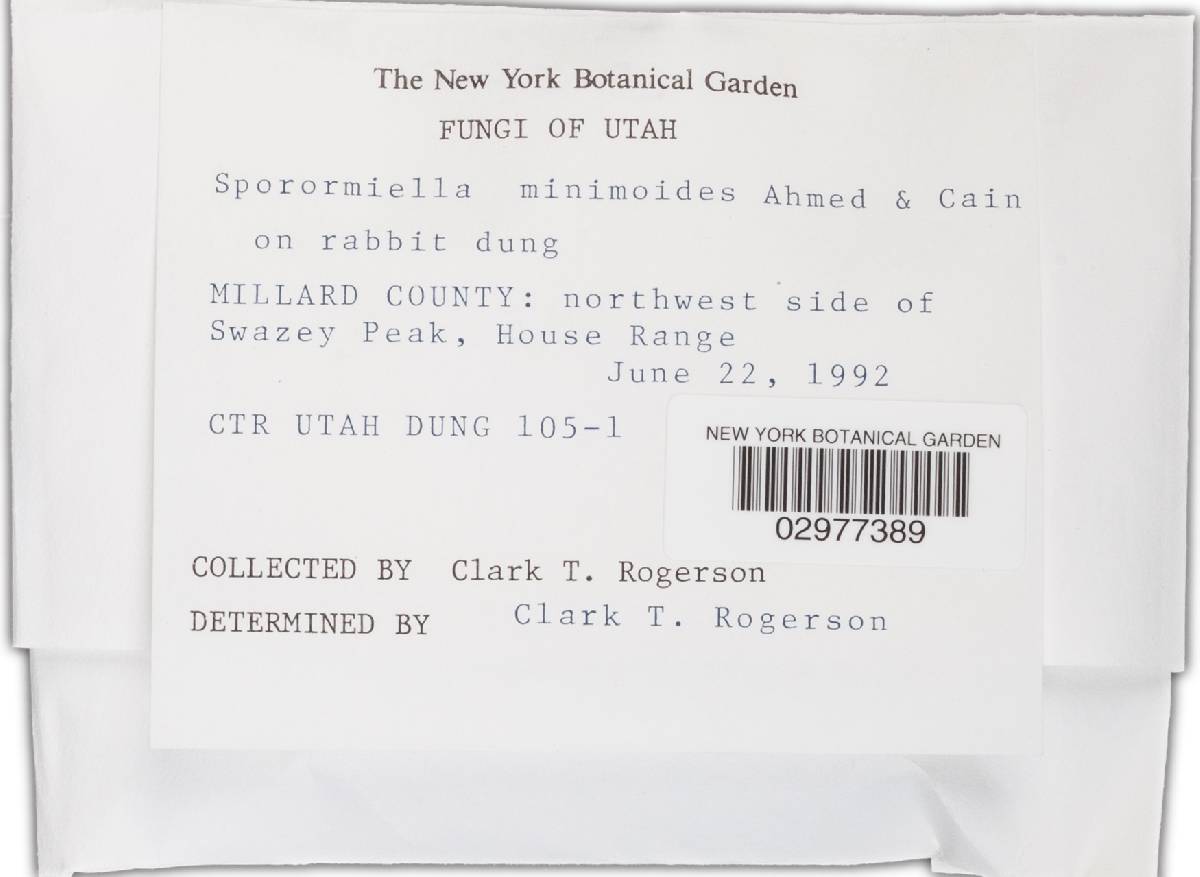 The New York Botanical Garden
FUNGI OF UTAH
Sporormiella minimoides Ahmed & Cain
on rabbit dung
MILLARD COUNTY: northwest side of
Swazey Peak, House Range
June 22, 1992
CTR UTAH DUNG 105-1
NEW YORK BOTANICAL GARDEN
02977389
COLLECTED BY Clark T. Rogerson
DETERMINED BY Clark T. Rogerson